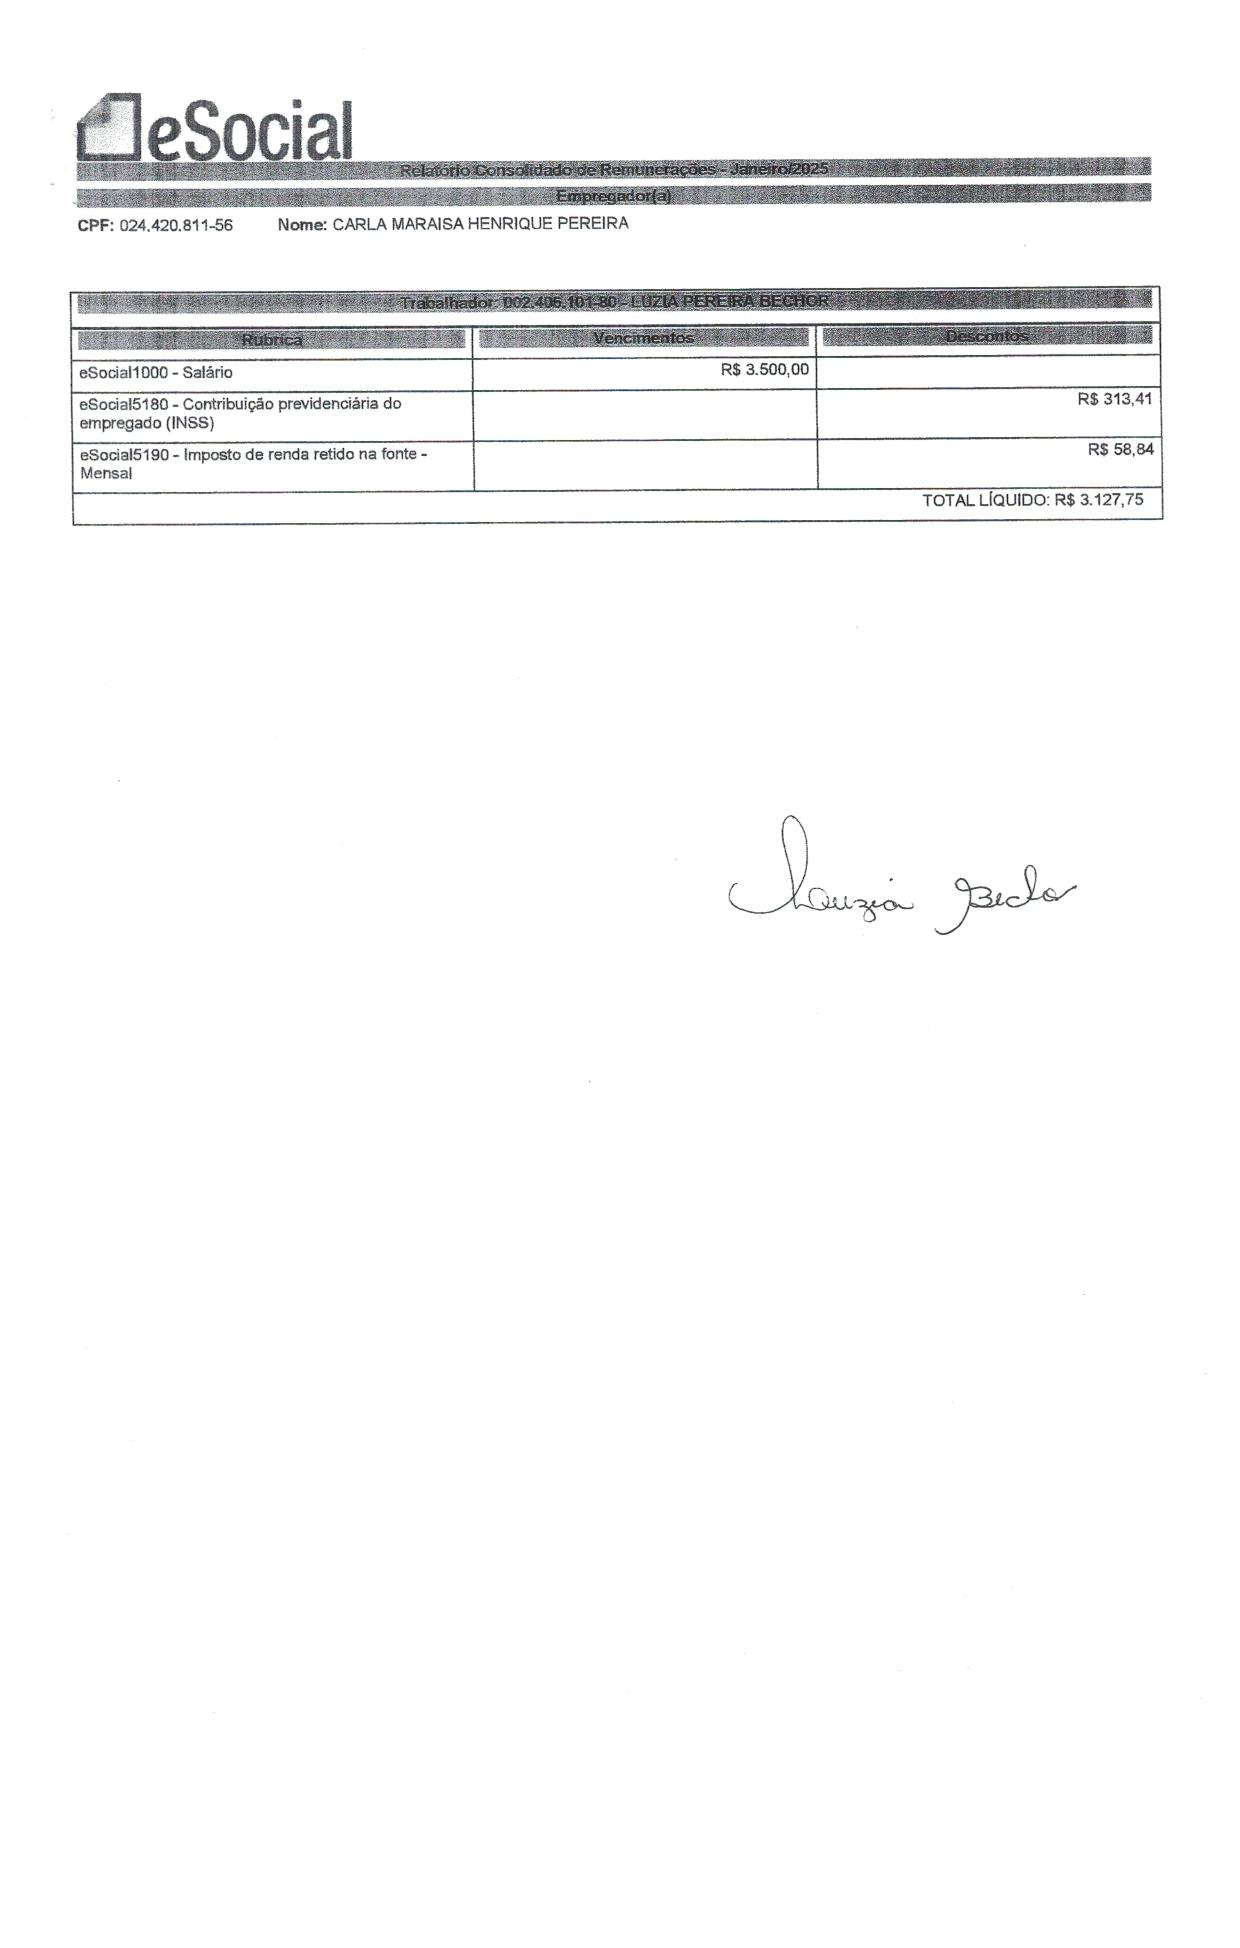 eSocial
Relatório Consolidado de Remunerações - Janeiro/2025
Empregador(a)
CPF: 024.420.811-56 Nome: CARLA MARAISA HENRIQUE PEREIRA
Trabalhador: 002.406.101-80 - LUZIA PEREIRA BECHOR
Rubrica Vencimentos Descontos
eSocial1000 - Salário R$ 3.500,00
eSocial5180 - Contribuição previdenciária do R$ 313,41
empregado (INSS)
eSocial5190 - Imposto de renda retido na fonte - R$ 58,84
Mensal
TOTAL LÍQUIDO: R$ 3.127,75
Luzia Bechor